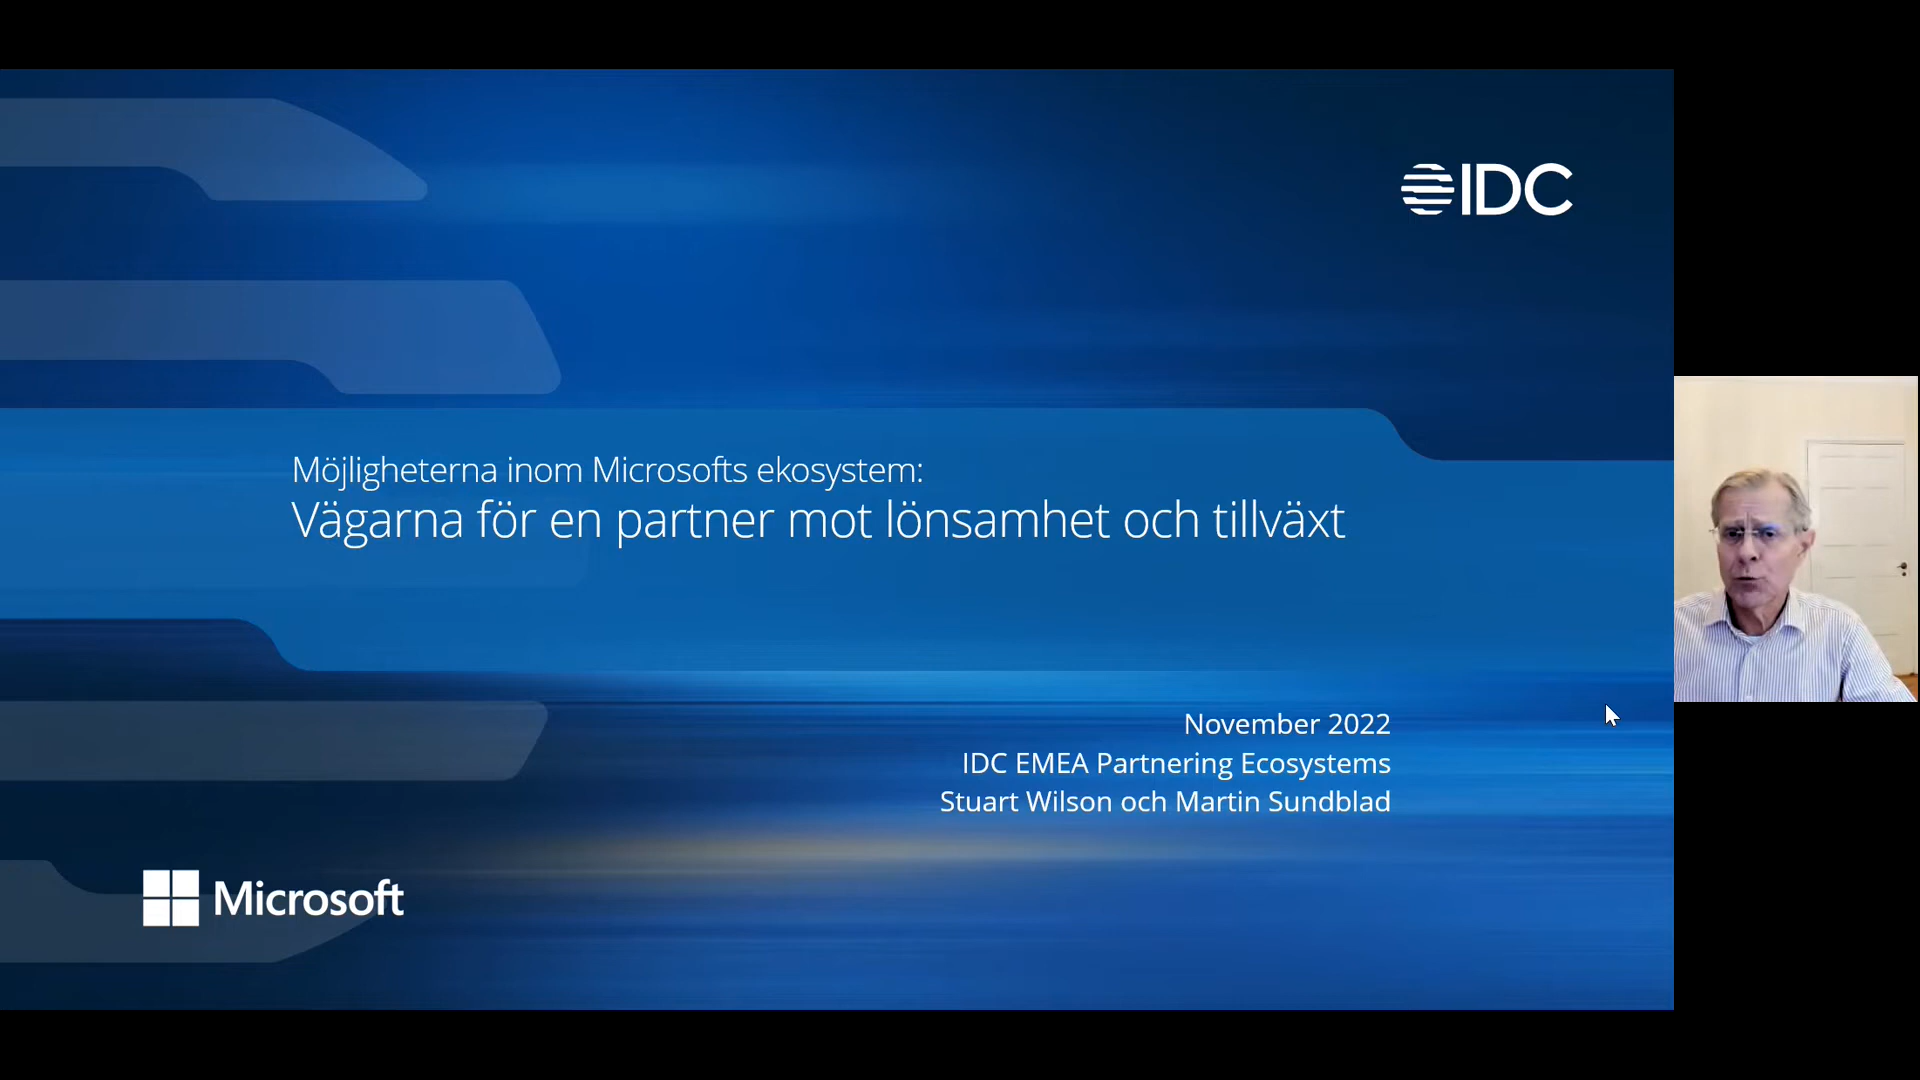 IDC
Möjligheterna inom Microsofts ekosystem:
Vägarna för en partner mot lönsamhet och tillväxt
November 2022
IDC EMEA Partnering Ecosystems
Stuart Wilson och Martin Sundblad
Microsoft